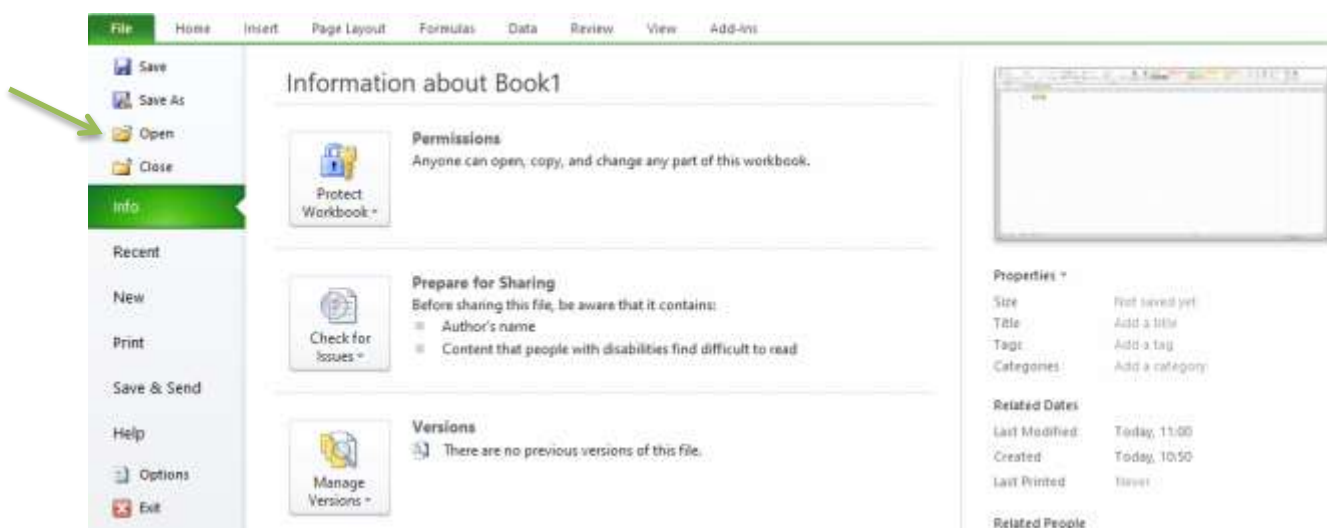 File Home Insert Page Layout Formulas Data Review View Add-Ins
Save
Save As
Open
Close
Info
Recent
New
Print
Save & Send
Help
Options
Exit
Information about Book1
Protect
Workbook
Permissions
Anyone can open, copy, and change any part of this workbook.
Check for
Issues
Prepare for Sharing
Before sharing this file, be aware that it contains:
Author's name
Content that people with disabilities find difficult to read
Manage
Versions
Versions
There are no previous versions of this file.
Properties
Size Not saved yet
Title Add a title
Tags Add a tag
Categories Add a category
Related Dates
Last Modified Today, 11:00
Created Today, 10:50
Last Printed Never
Related People